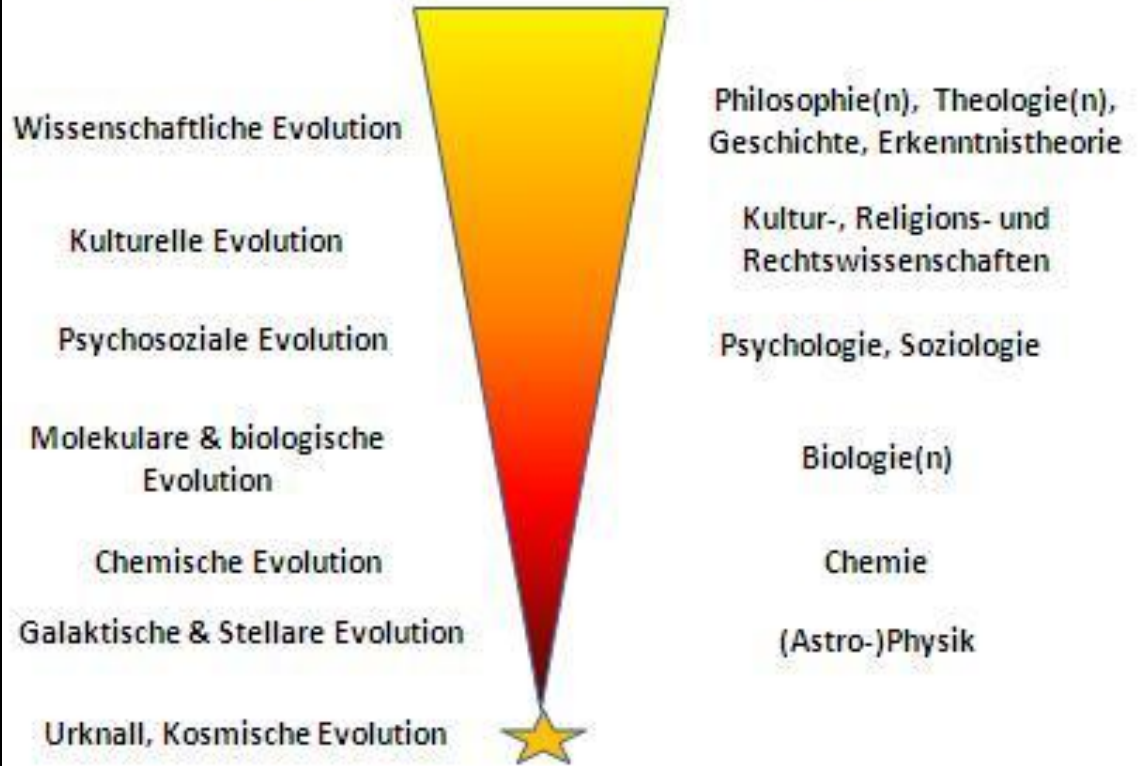 Wissenschaftliche Evolution
Philosophie(n), Theologie(n),
Geschichte, Erkenntnistheorie
Kulturelle Evolution
Kultur-, Religions- und
Rechtswissenschaften
Psychosoziale Evolution
Psychologie, Soziologie
Molekulare & biologische
Evolution
Biologie(n)
Chemische Evolution
Chemie
Galaktische & Stellare Evolution
(Astro-)Physik
Urknall, Kosmische Evolution